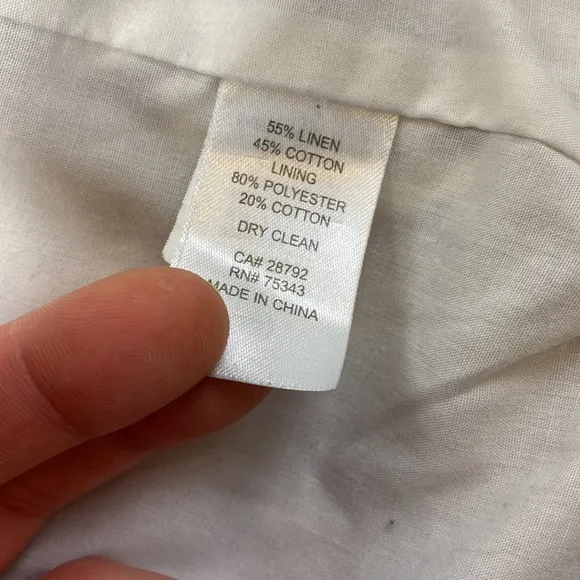 55% LINEN
45% COTTON
LINING
80% POLYESTER
20% COTTON
DRY CLEAN
CA# 28792
RN# 75343
MADE IN CHINA